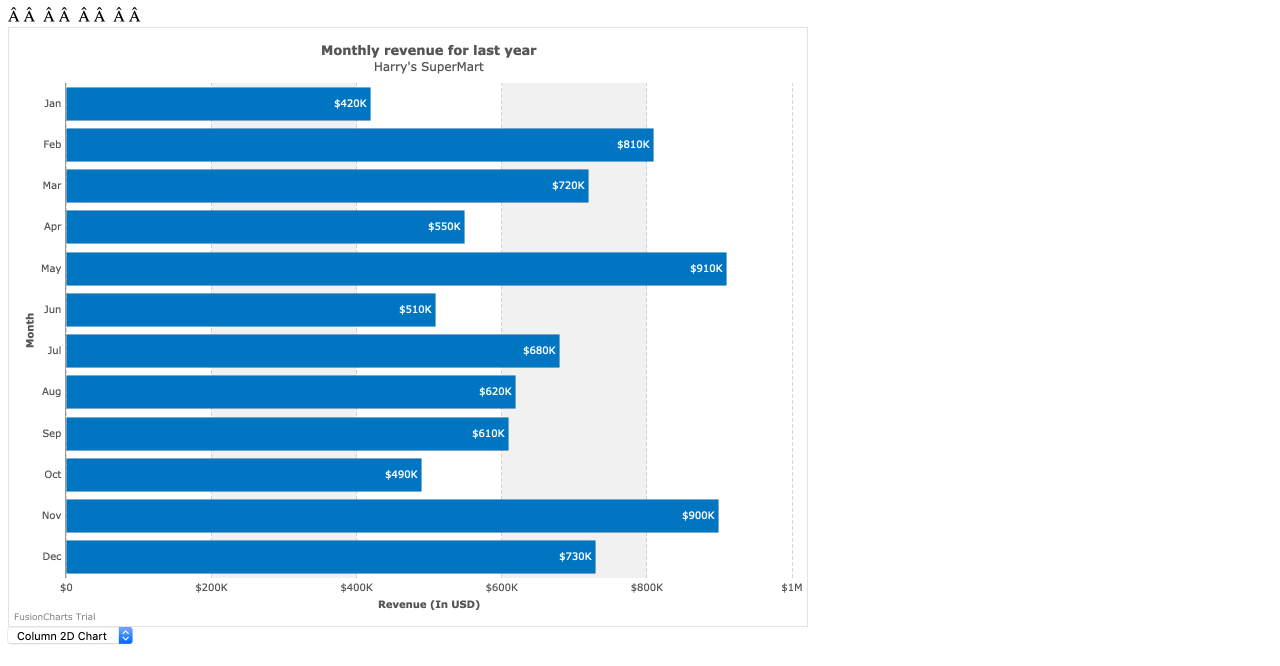 Â Â  Â Â  Â Â  Â Â
Monthly revenue for last year
Harry's SuperMart
Month
Jan $420K
Feb $810K
Mar $720K
Apr $550K
May $910K
Jun $510K
Jul $680K
Aug $620K
Sep $610K
Oct $490K
Nov $900K
Dec $730K
$0 $200K $400K $600K $800K $1M
Revenue (In USD)
FusionCharts Trial
Column 2D Chart